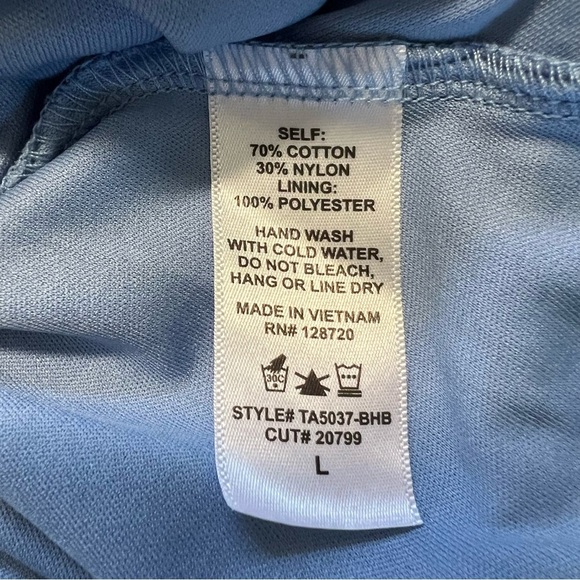 SELF:
70% COTTON
30% NYLON
LINING:
100% POLYESTER
HAND WASH
WITH COLD WATER,
DO NOT BLEACH,
HANG OR LINE DRY
MADE IN VIETNAM
RN# 128720
30C
STYLE# TA5037-BHB
CUT# 20799
L